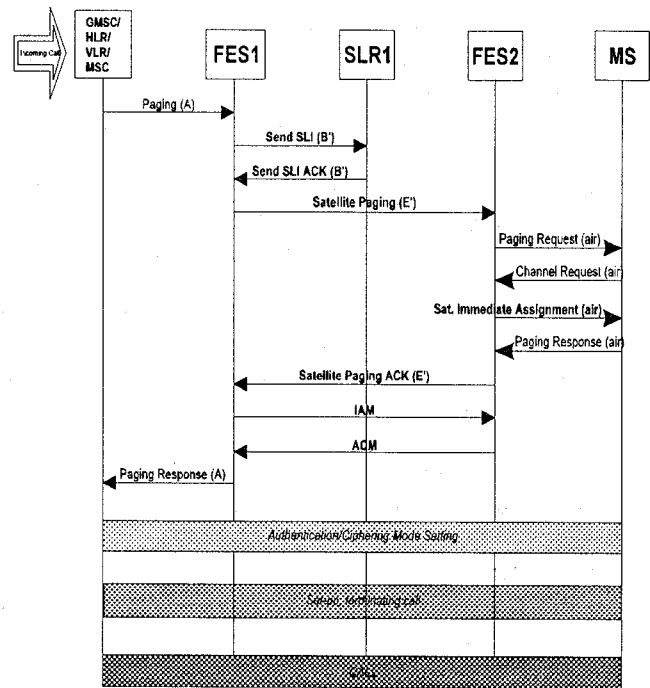 Incoming Call
GMSC/
HLR/
VLR/
MSC
FES1
SLR1
FES2
MS
Paging (A)
Send SLI (B')
Send SLI ACK (B')
Satellite Paging (E')
Paging Request (air)
Channel Request (air
Sat. Immediate Assignment (air)
Paging Response (air)
Satellite Paging ACK (E')
IAM
ACM
Paging Response (A)
Authentication/Ciphering Mode Setting
Set-up, terminating call